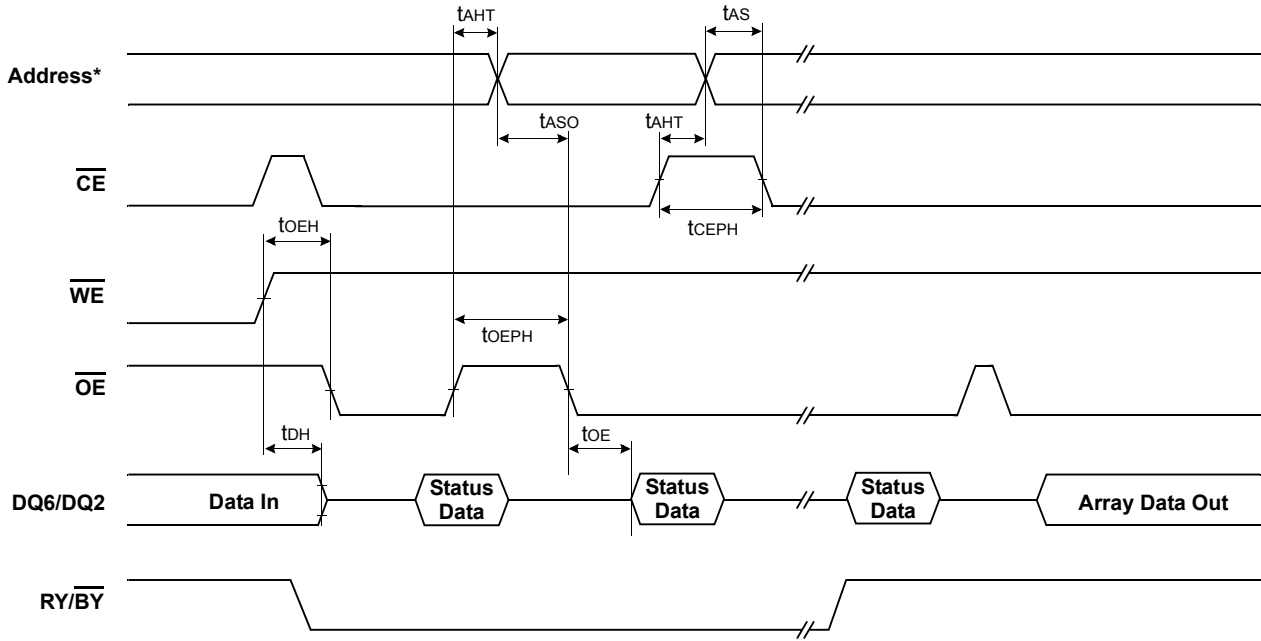 tAHT
tAS
Address*
tASO
tAHT
CE
tCEPH
tOEH
WE
tOEPH
OE
tDH
tOE
DQ6/DQ2
Data In
Status
Data
Status
Data
Status
Data
Array Data Out
RY/BY